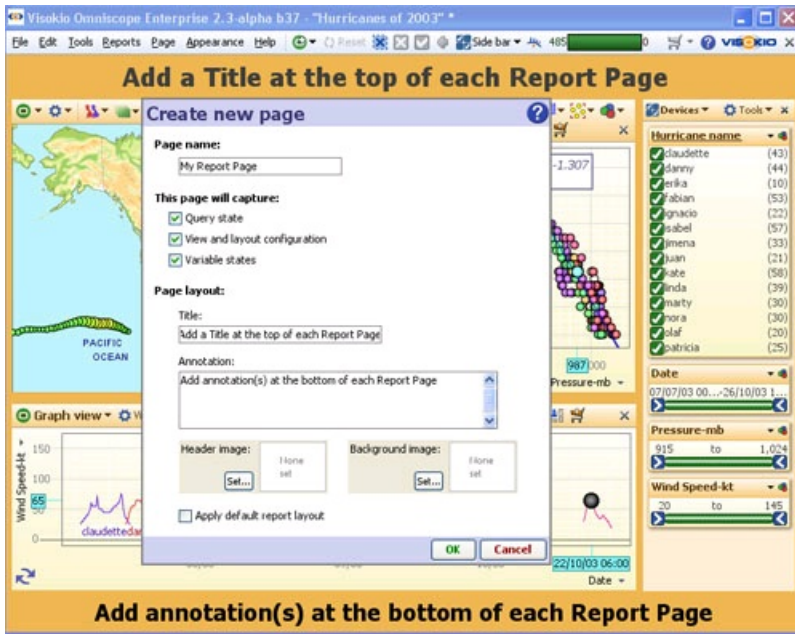 Visokio Omniscope Enterprise 2.3-alpha b37 - "Hurricanes of 2003" *
File Edit Tools Reports Page Appearance Help Reset Side bar 485 0 VISOKIO
Add a Title at the top of each Report Page
Create new page
Page name:
My Report Page
This page will capture:
Query state
View and layout configuration
Variable states
Page layout:
Title:
Add a Title at the top of each Report Page
Annotation:
Add annotation(s) at the bottom of each Report Page
Header image:
None set
Set...
Background image:
None set
Set...
Apply default report layout
OK Cancel
PACIFIC
OCEAN
-1.307
987
000
Pressure-mb
Devices Tools
Hurricane name
claudette (43)
danny (44)
erika (10)
fabian (53)
ignacio (22)
isabel (57)
jimena (33)
juan (21)
kate (58)
linda (39)
marty (30)
nora (30)
olaf (20)
patricia (25)
Date
07/07/03 00...-26/10/03 1...
Pressure-mb
915 to 1,024
Wind Speed-kt
20 to 145
Graph view
Wind Speed-kt
150
100
65
50
0
claudette
22/10/03 06:00
Date
Add annotation(s) at the bottom of each Report Page